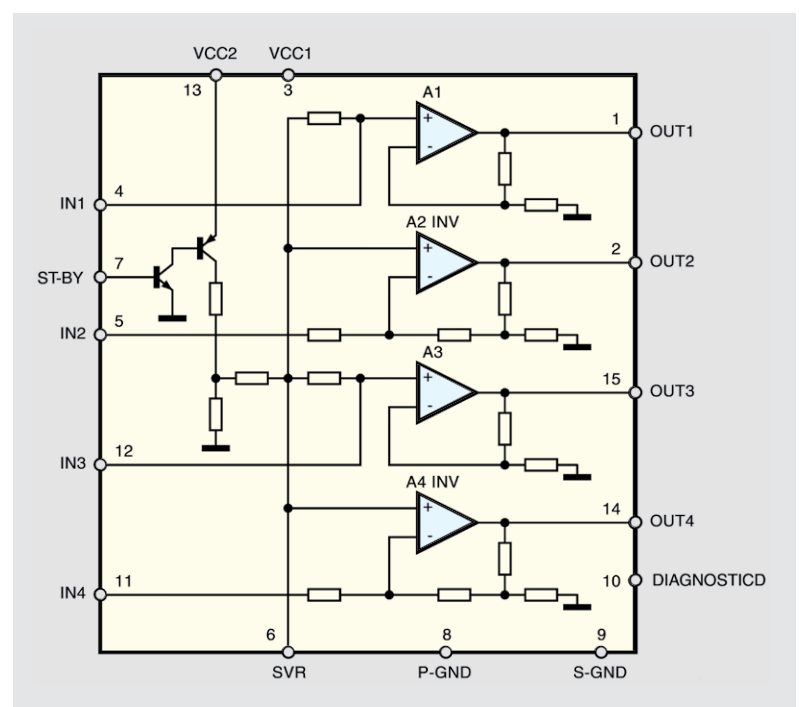 VCC2 VCC1
13 3
A1
+
-
1 OUT1
IN1 4
A2 INV
+
-
2 OUT2
ST-BY 7
IN2 5
A3
+
-
15 OUT3
IN3 12
A4 INV
+
-
14 OUT4
10 DIAGNOSTICD
IN4 11
6 8 9
SVR P-GND S-GND